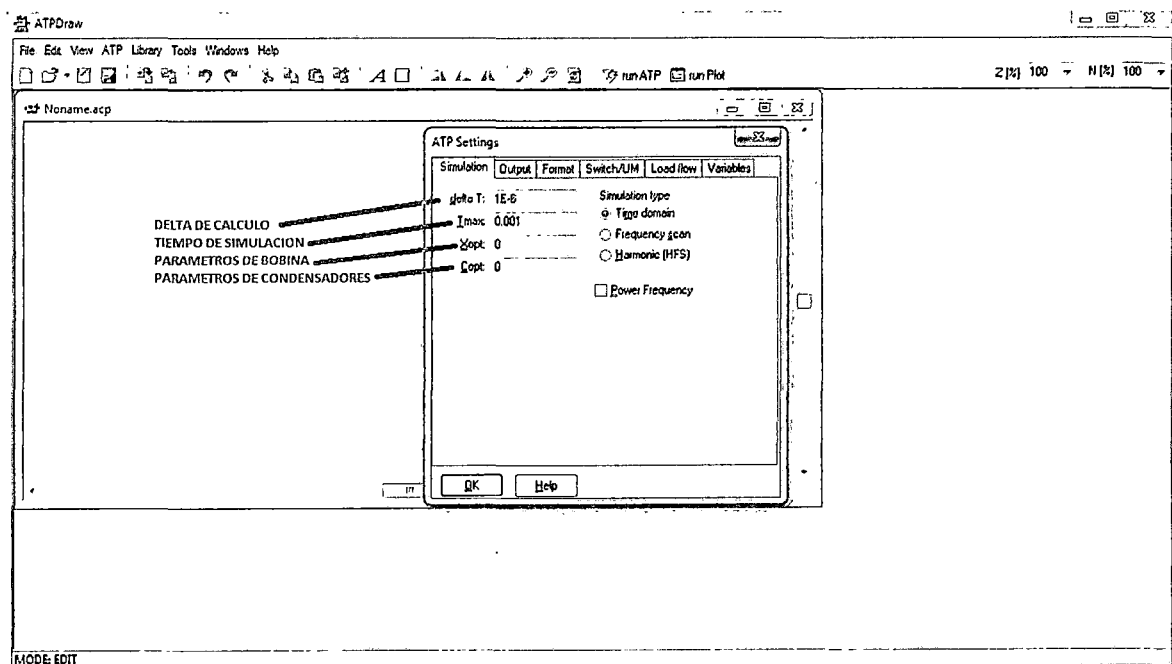 ATPDraw
File Edit View ATP Library Tools Windows Help
A runATP run Plot Z [%] 100 N [%] 100
Noname.acp
ATP Settings
Simulation Output Format Switch/UM Load flow Variables
DELTA DE CALCULO delta T: 1E-6 Simulation type
TIEMPO DE SIMULACION Tmax: 0.001 Time domain
PARAMETROS DE BOBINA Xopt: 0 Frequency scan
PARAMETROS DE CONDENSADORES Copt: 0 Harmonic (HFS)
Power Frequency
OK Help
MODE: EDIT